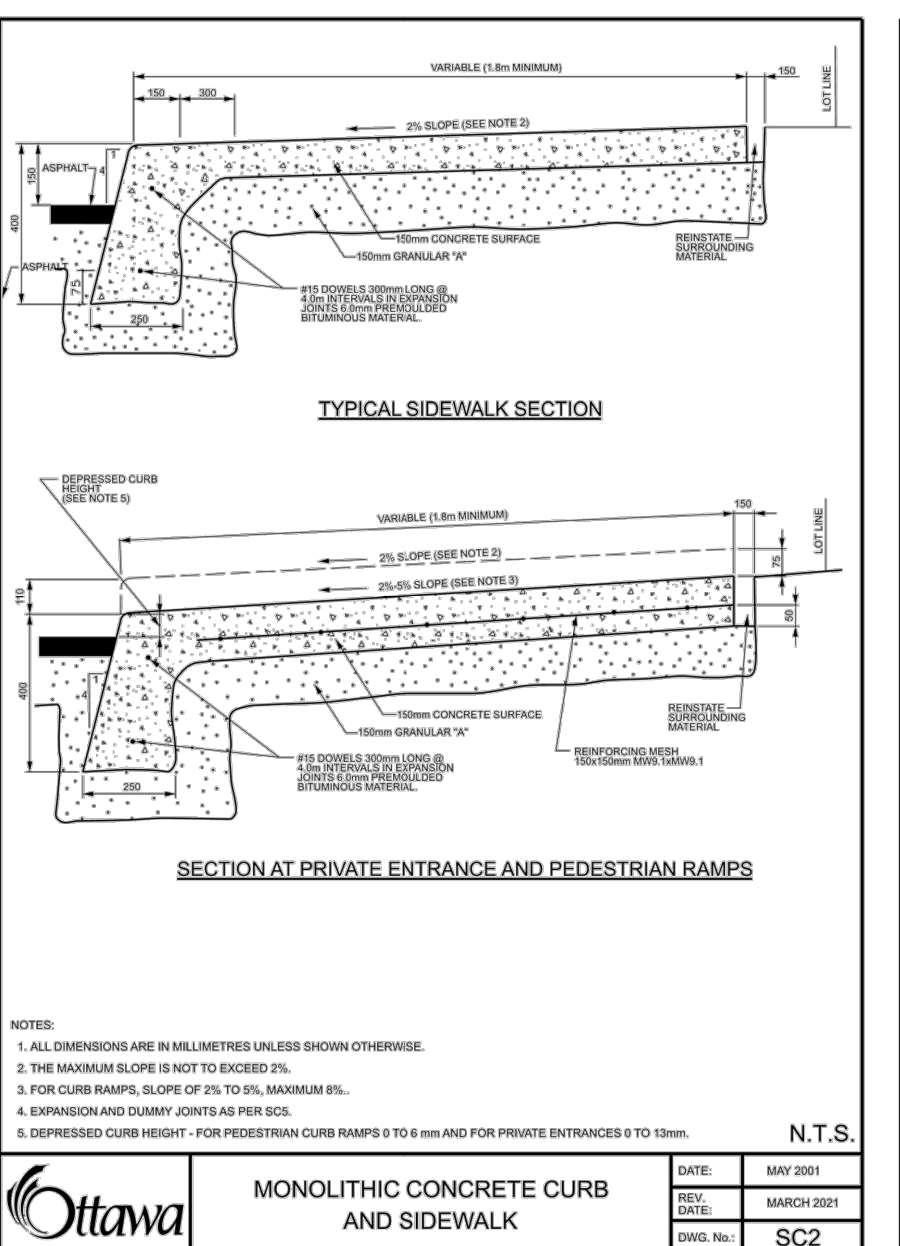 VARIABLE (1.8m MINIMUM)
150
LOT LINE
150
300
2% SLOPE (SEE NOTE 2)
ASPHALT
1
4
150
400
ASPHALT
75
250
150mm CONCRETE SURFACE
150mm GRANULAR "A"
REINSTATE
SURROUNDING
MATERIAL
#15 DOWELS 300mm LONG @
4.0m INTERVALS IN EXPANSION
JOINTS 6.0mm PREMOULDED
BITUMINOUS MATERIAL.
TYPICAL SIDEWALK SECTION
DEPRESSED CURB
HEIGHT
(SEE NOTE 5)
VARIABLE (1.8m MINIMUM)
150
LOT LINE
2% SLOPE (SEE NOTE 2)
75
2%-5% SLOPE (SEE NOTE 3)
110
50
400
1
4
250
150mm CONCRETE SURFACE
150mm GRANULAR "A"
REINSTATE
SURROUNDING
MATERIAL
#15 DOWELS 300mm LONG @
4.0m INTERVALS IN EXPANSION
JOINTS 6.0mm PREMOULDED
BITUMINOUS MATERIAL.
REINFORCING MESH
150x150mm MW9.1xMW9.1
SECTION AT PRIVATE ENTRANCE AND PEDESTRIAN RAMPS
NOTES:
1. ALL DIMENSIONS ARE IN MILLIMETRES UNLESS SHOWN OTHERWISE.
2. THE MAXIMUM SLOPE IS NOT TO EXCEED 2%.
3. FOR CURB RAMPS, SLOPE OF 2% TO 5%, MAXIMUM 8%..
4. EXPANSION AND DUMMY JOINTS AS PER SC5.
5. DEPRESSED CURB HEIGHT - FOR PEDESTRIAN CURB RAMPS 0 TO 6 mm AND FOR PRIVATE ENTRANCES 0 TO 13mm.
N.T.S.
Ottawa
MONOLITHIC CONCRETE CURB
AND SIDEWALK
DATE: MAY 2001
REV.
DATE: MARCH 2021
DWG. No.: SC2